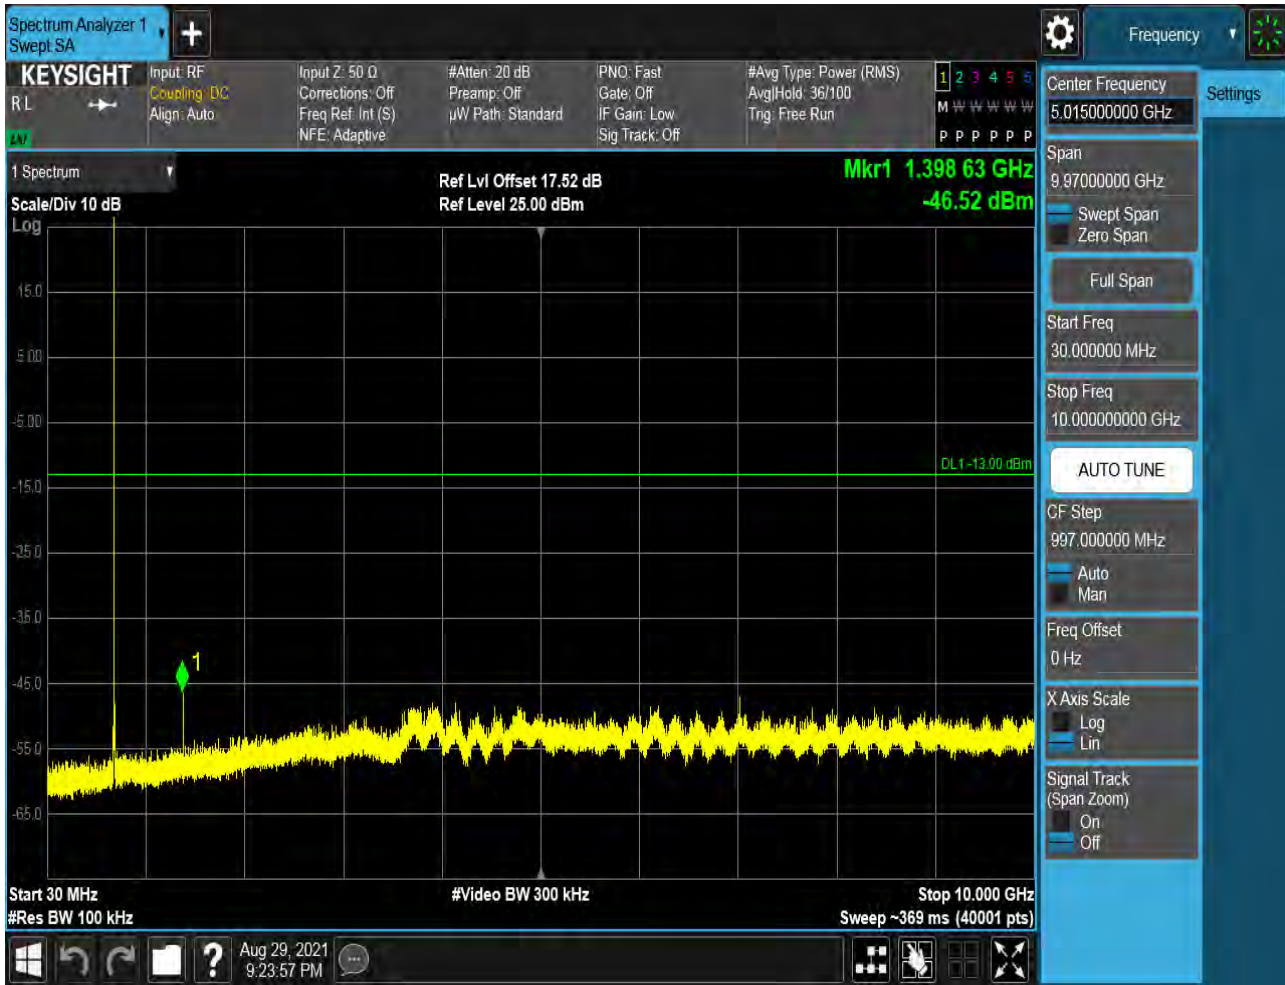 Spectrum Analyzer 1
Swept SA
Frequency
KEYSIGHT
R L
Input: RF
Coupling: DC
Align: Auto
Input Z: 50 Ω
Corrections: Off
Freq Ref: Int (S)
NFE: Adaptive
#Atten: 20 dB
Preamp: Off
µW Path: Standard
PNO: Fast
Gate: Off
IF Gain: Low
Sig Track: Off
#Avg Type: Power (RMS)
Avg|Hold: 36/100
Trig: Free Run
1 2 3 4 5 6
M W W W W W
P P P P P P
1 Spectrum
Scale/Div 10 dB
Log
Ref Lvl Offset 17.52 dB
Ref Level 25.00 dBm
Mkr1 1.398 63 GHz
-46.52 dBm
15.0
5.00
-5.00
DL1 -13.00 dBm
-15.0
-25.0
-35.0
1
-45.0
-55.0
-65.0
Start 30 MHz
#Video BW 300 kHz
Stop 10.000 GHz
#Res BW 100 kHz
Sweep ~369 ms (40001 pts)
Center Frequency
5.015000000 GHz
Settings
Span
9.97000000 GHz
Swept Span
Zero Span
Full Span
Start Freq
30.000000 MHz
Stop Freq
10.000000000 GHz
AUTO TUNE
CF Step
997.000000 MHz
Auto
Man
Freq Offset
0 Hz
X Axis Scale
Log
Lin
Signal Track
(Span Zoom)
On
Off
?
Aug 29, 2021
9:23:57 PM